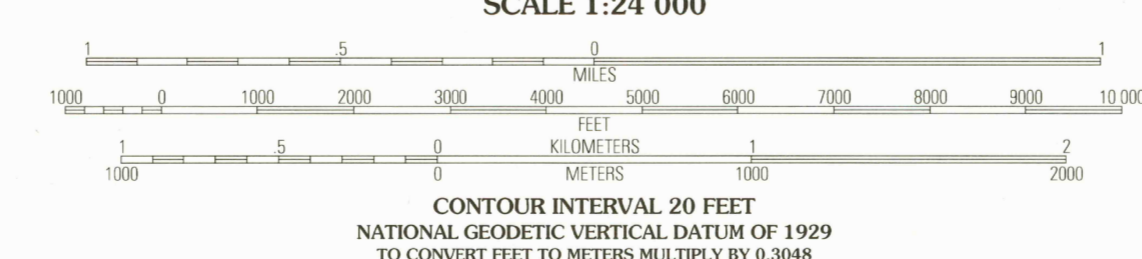 SCALE 1:24 000
1 .5 0 1
MILES
1000 0 1000 2000 3000 4000 5000 6000 7000 8000 9000 10 000
FEET
1 .5 0 KILOMETERS 1 2
1000 0 METERS 1000 2000
CONTOUR INTERVAL 20 FEET
NATIONAL GEODETIC VERTICAL DATUM OF 1929
TO CONVERT FEET TO METERS MULTIPLY BY 0.3048